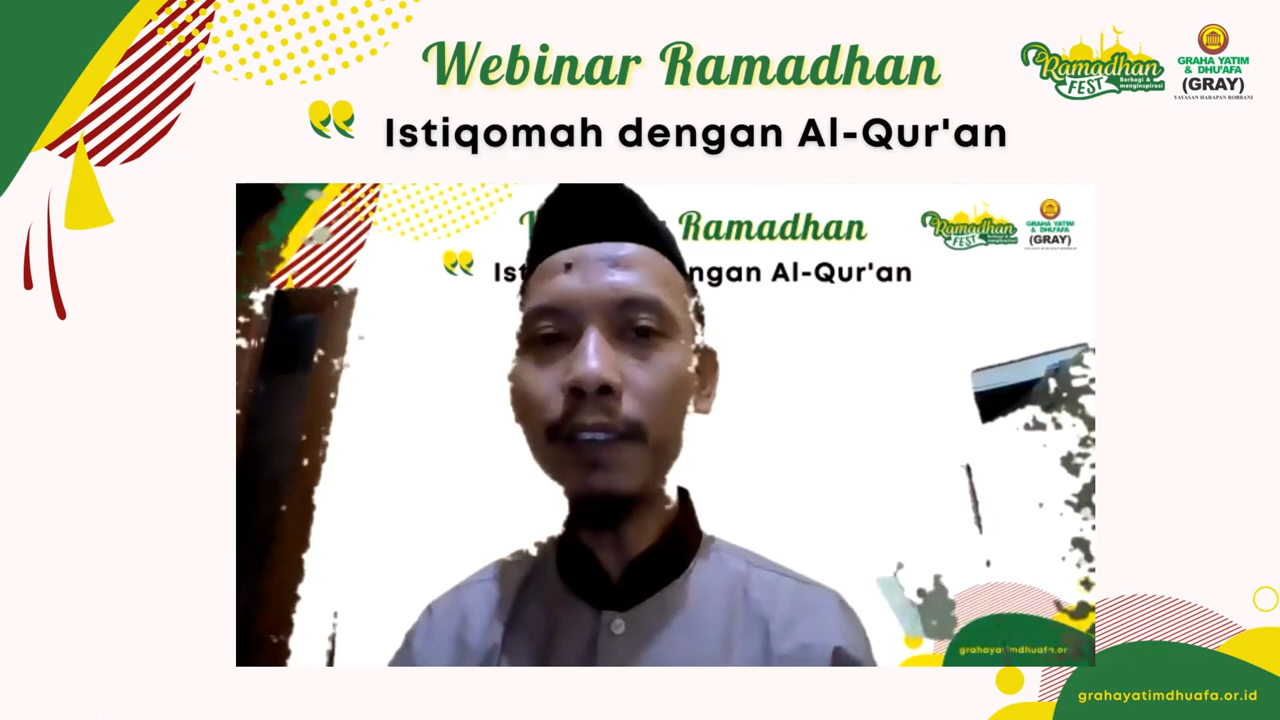 Webinar Ramadhan
Istiqomah dengan Al-Qur'an
Ramadhan
FEST
Berbagi &
menginspirasi
GRAHA YATIM
& DHU'AFA
(GRAY)
YAYASAN HARAPAN ROBBANI
Ramadhan
Ist ngan Al-Qur'an
Ramadhan
FEST
GRAHA YATIM
& DHU'AFA
(GRAY)
grahayatimdhuafa.or
grahayatimdhuafa.or.id